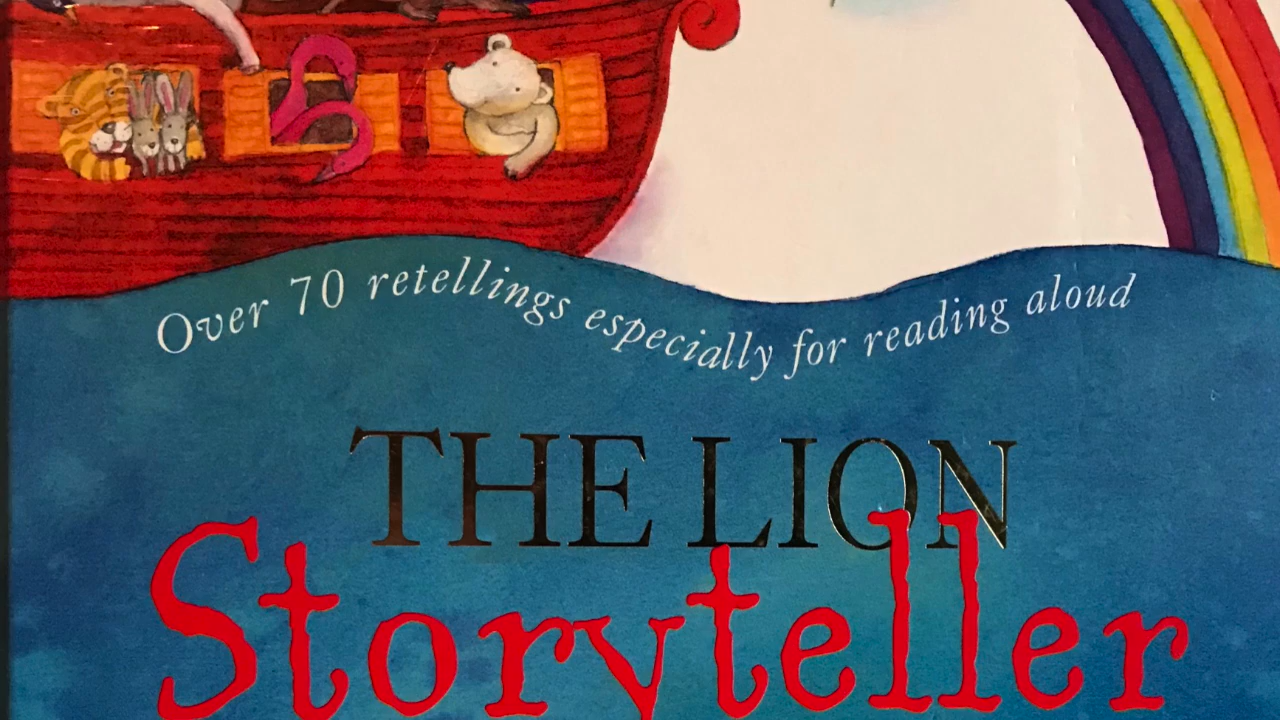 Over 70 retellings especially for reading aloud
THE LION
Storyteller